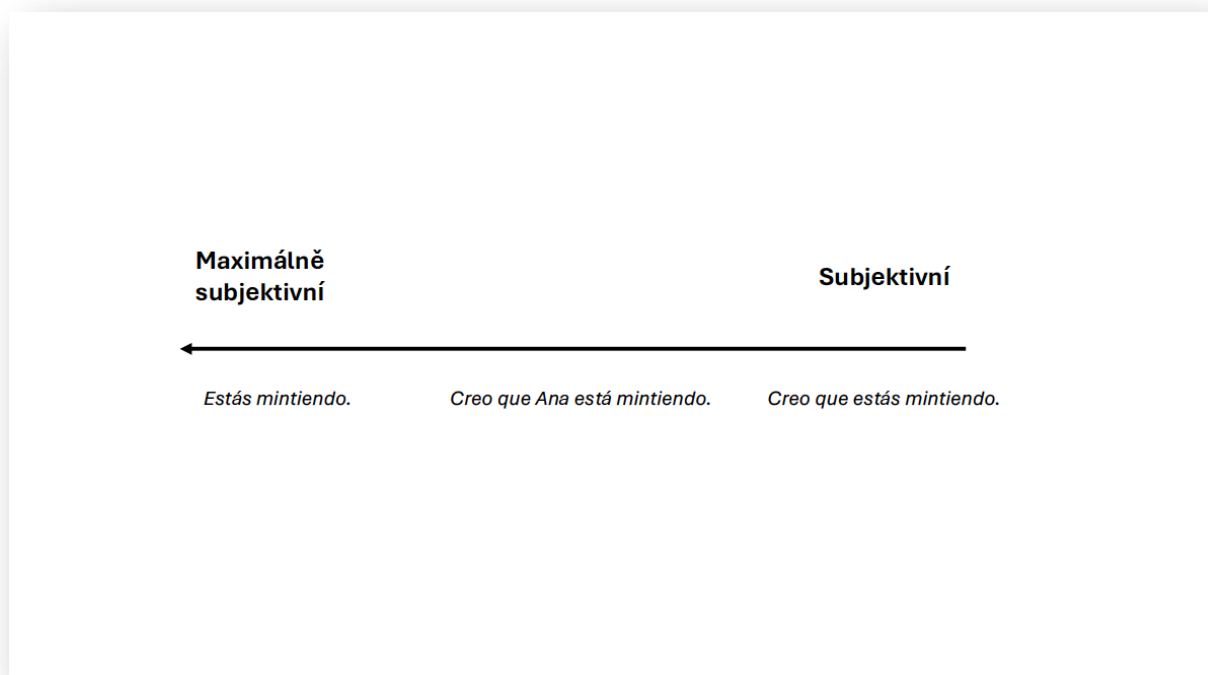 Maximálně
subjektivní
Subjektivní
Estás mintiendo.
Creo que Ana está mintiendo.
Creo que estás mintiendo.